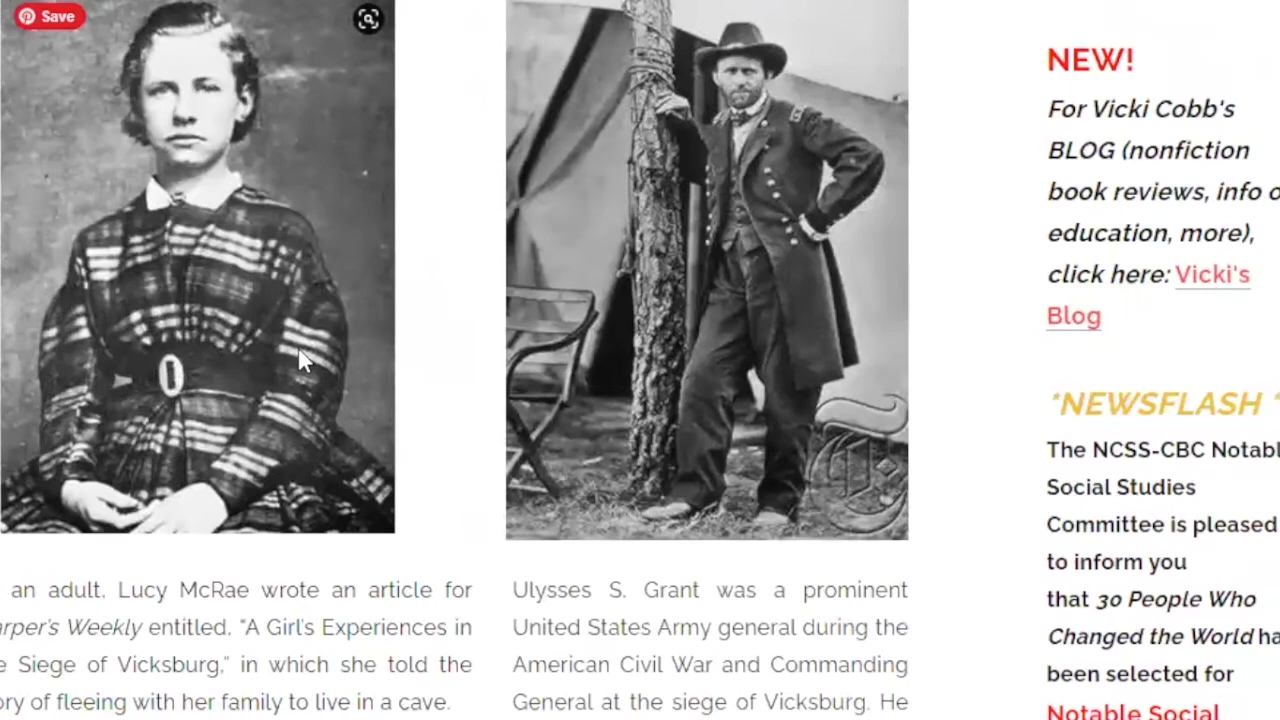 Save
an adult, Lucy McRae wrote an article for
arper's Weekly entitled, "A Girl's Experiences in
e Siege of Vicksburg," in which she told the
ory of fleeing with her family to live in a cave.
Ulysses S. Grant was a prominent
United States Army general during the
American Civil War and Commanding
General at the siege of Vicksburg. He
NEW!
For Vicki Cobb's
BLOG (nonfiction
book reviews, info o
education, more),
click here: Vicki's
Blog
*NEWSFLASH *
The NCSS-CBC Notabl
Social Studies
Committee is pleased
to inform you
that 30 People Who
Changed the World ha
been selected for
Notable Social